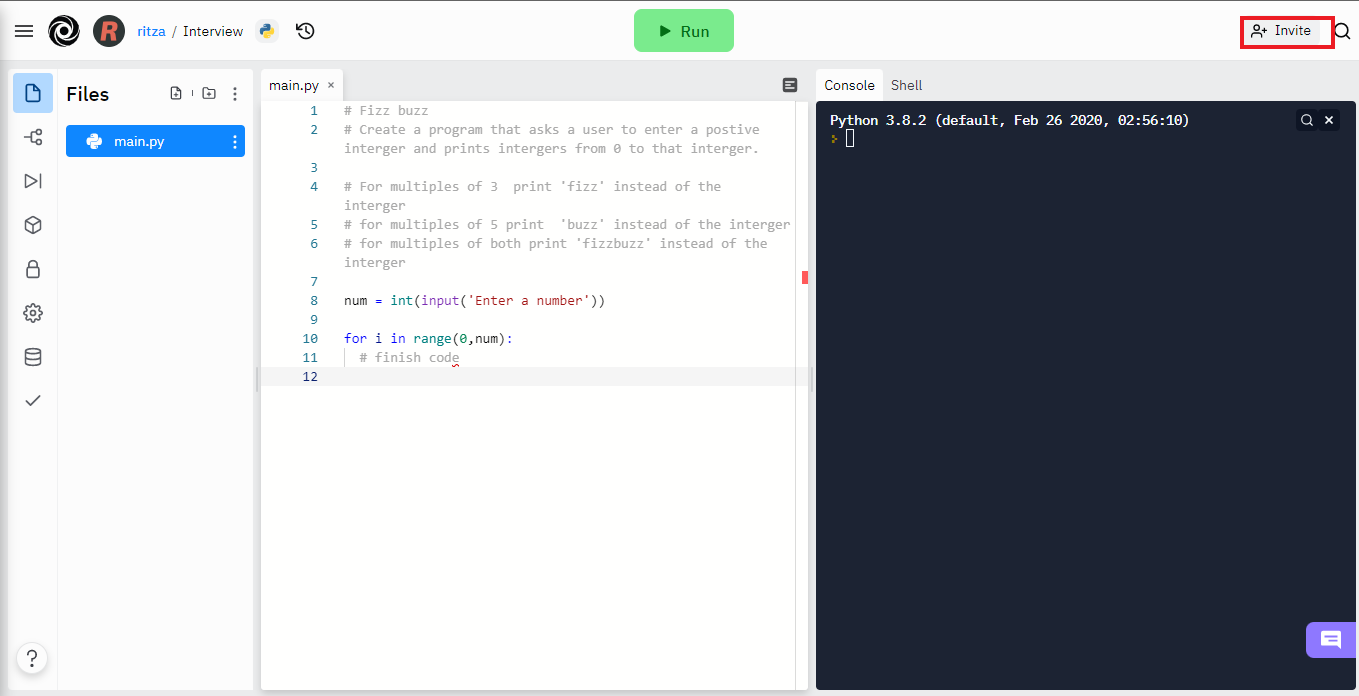 R ritza / Interview
Run
Invite
Files
main.py
main.py ×
1 # Fizz buzz
2 # Create a program that asks a user to enter a postive
interger and prints intergers from 0 to that interger.
3
4 # For multiples of 3  print 'fizz' instead of the
interger
5 # for multiples of 5 print  'buzz' instead of the interger
6 # for multiples of both print 'fizzbuzz' instead of the
interger
7
8 num = int(input('Enter a number'))
9
10 for i in range(0,num):
11   # finish code
12
Console Shell
Python 3.8.2 (default, Feb 26 2020, 02:56:10)
>
?